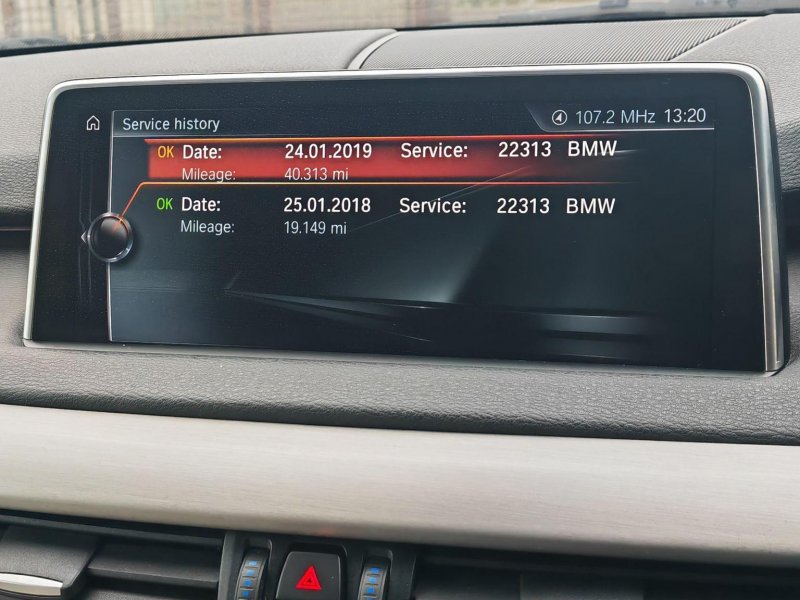 Service history 107.2 MHz 13:20
OK Date: 24.01.2019 Service: 22313 BMW
Mileage: 40.313 mi
OK Date: 25.01.2018 Service: 22313 BMW
Mileage: 19.149 mi